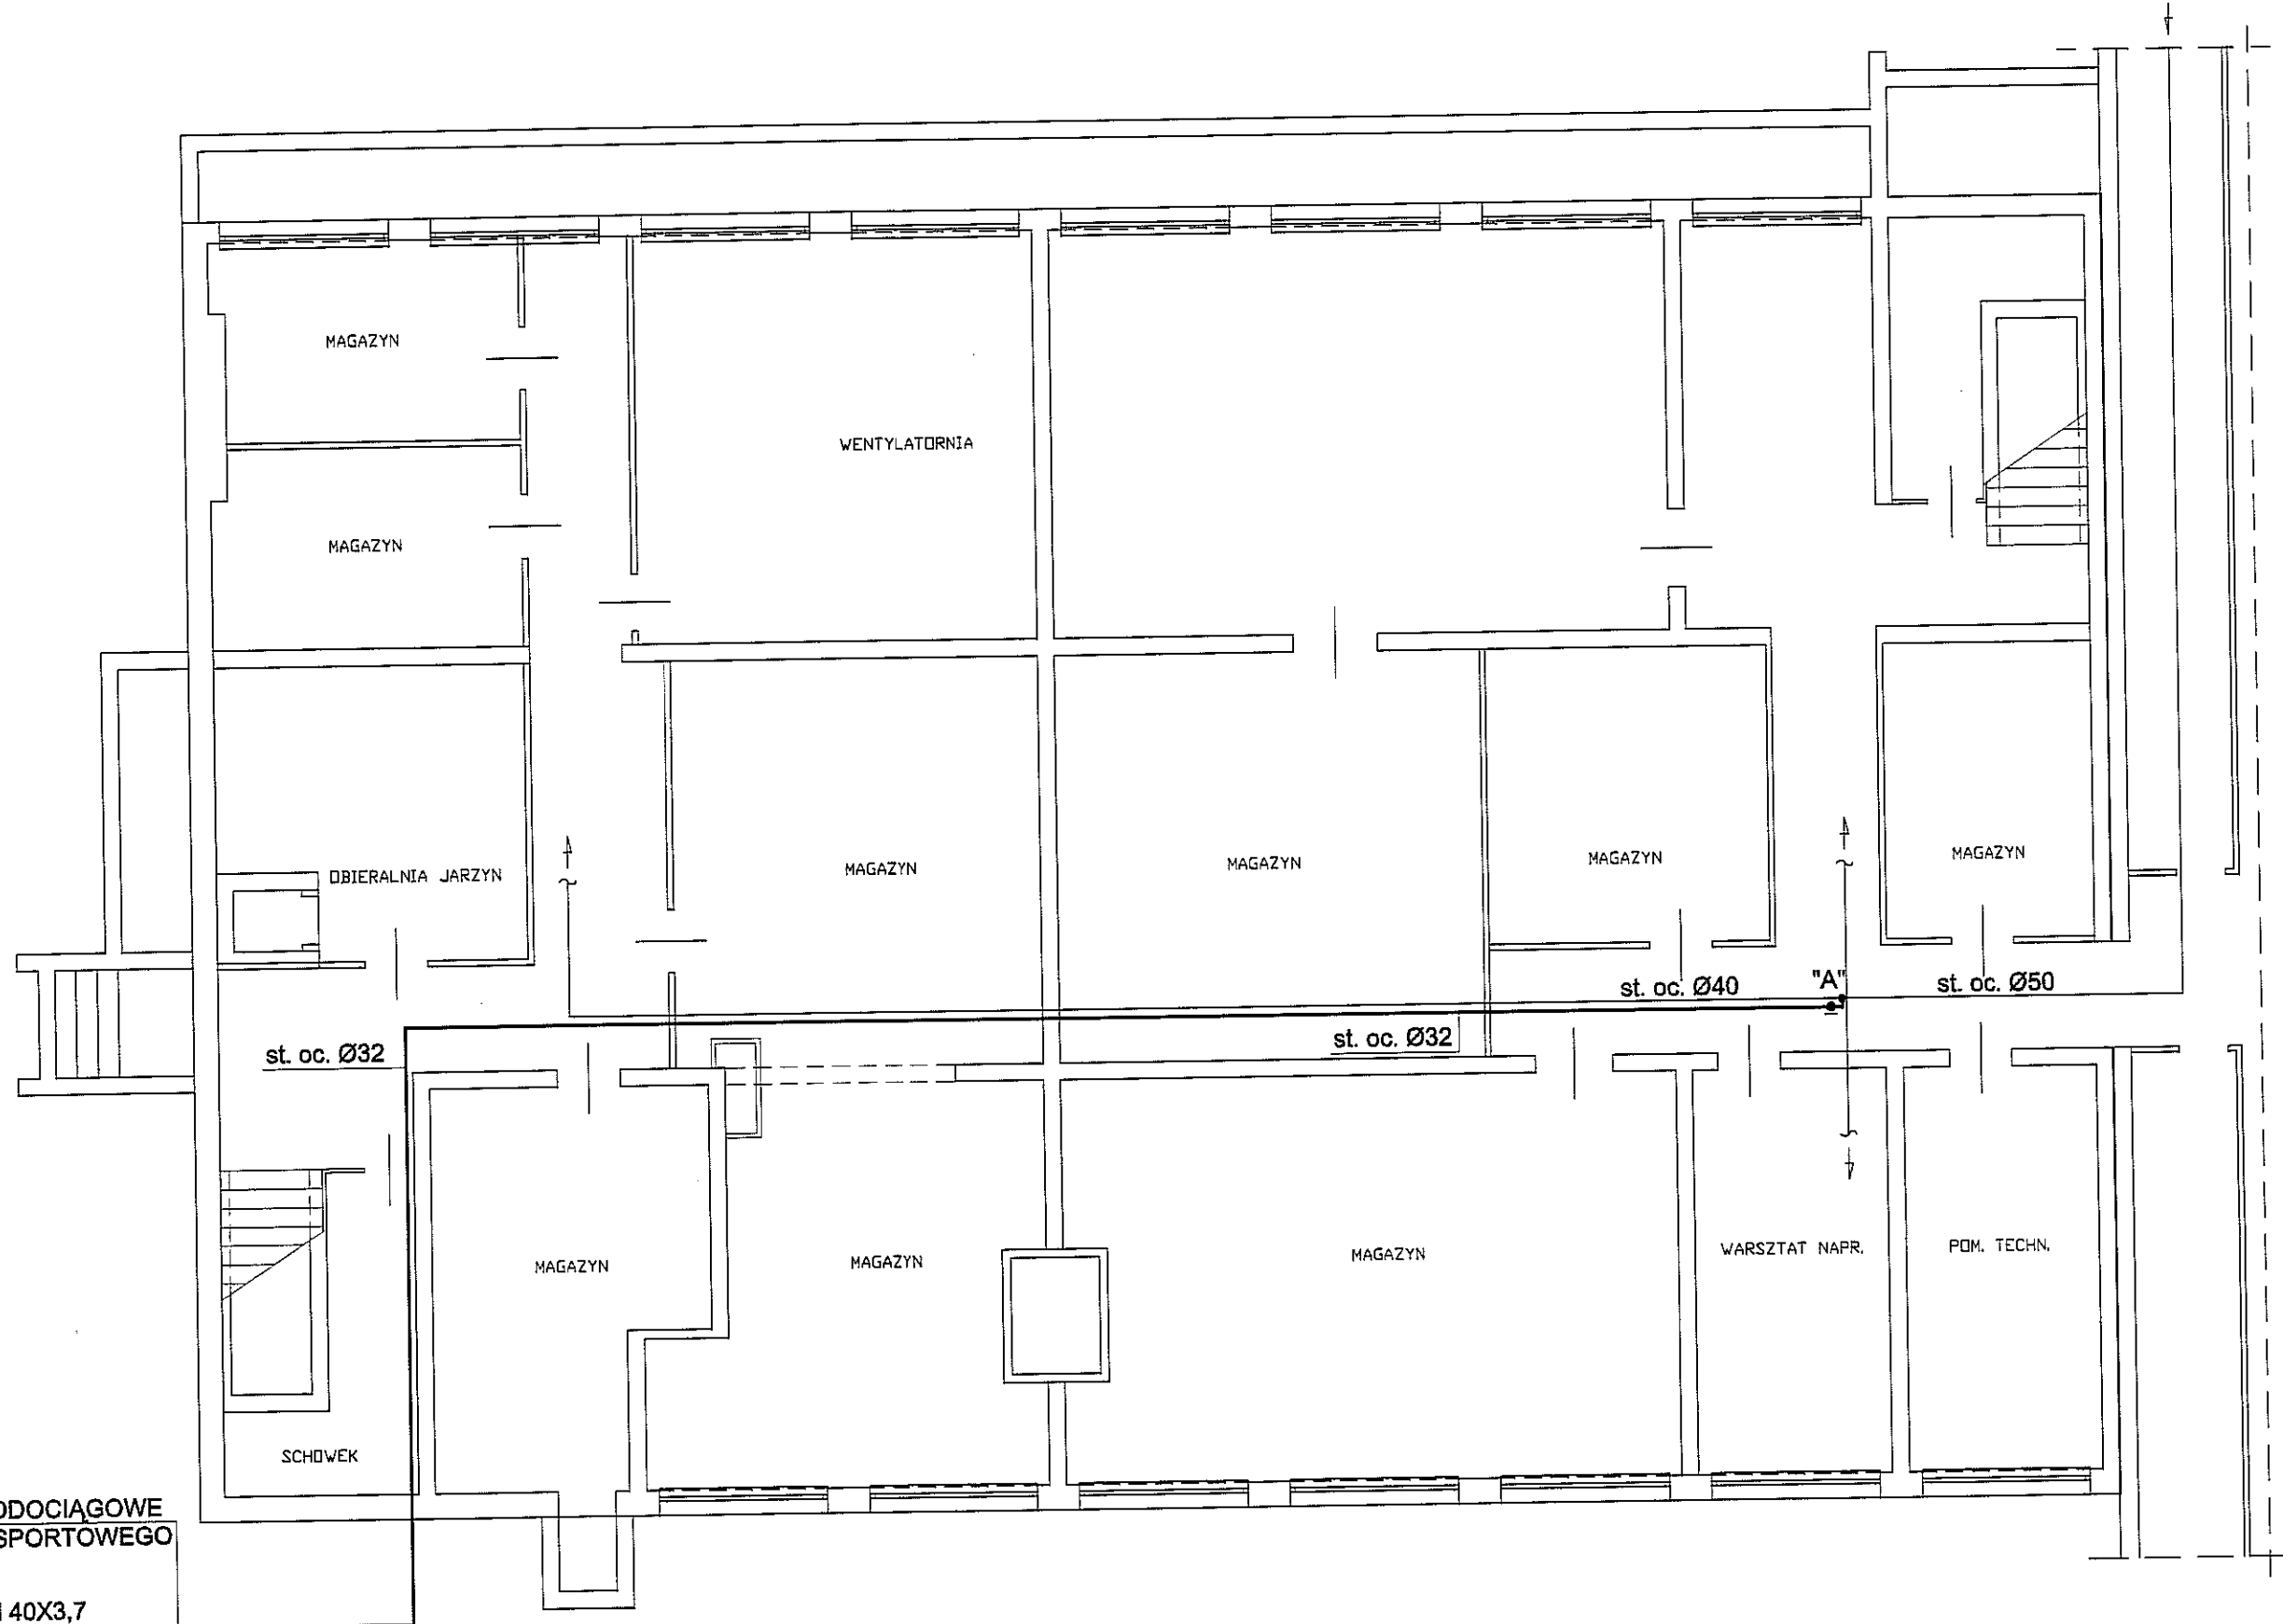 MAGAZYN
WENTYLATORNIA
MAGAZYN
OBIERALNIA JARZYN
MAGAZYN
MAGAZYN
MAGAZYN
MAGAZYN
st. oc. Ø40
"A"
st. oc. Ø50
st. oc. Ø32
st. oc. Ø32
MAGAZYN
MAGAZYN
MAGAZYN
WARSZTAT NAPR.
POM. TECHN.
SCHOWEK
ODOCIĄGOWE
SPORTOWEGO
40X3,7